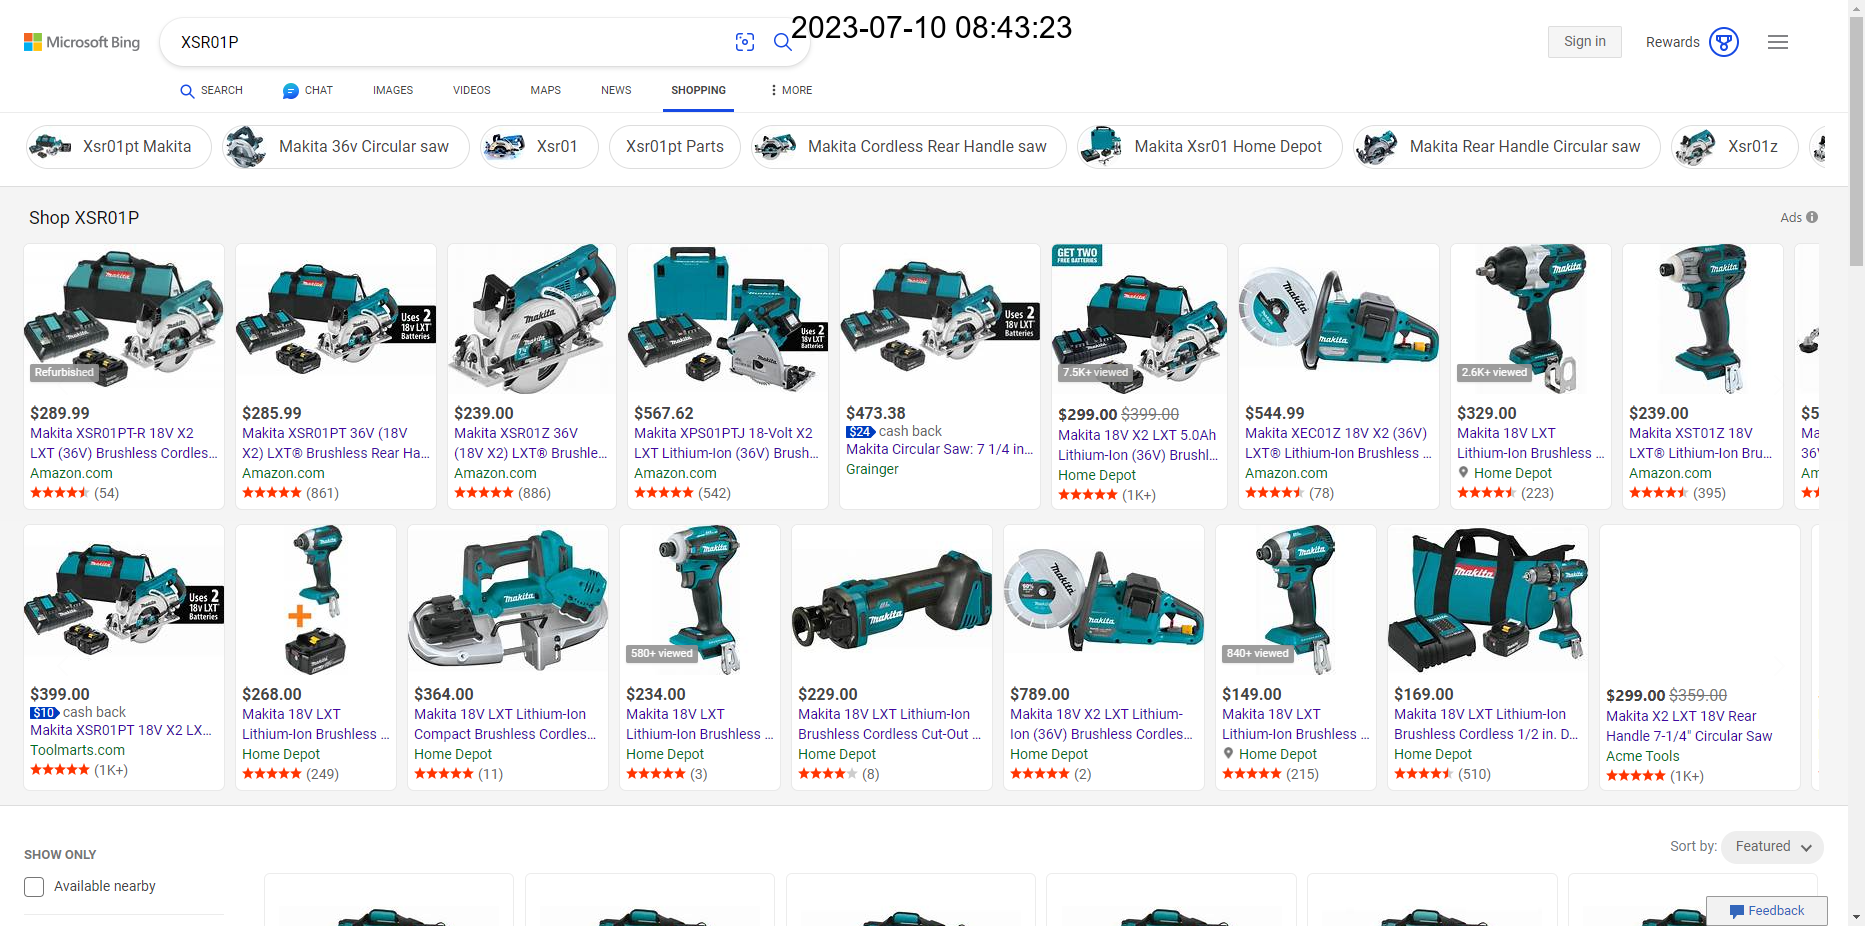 Microsoft Bing
XSR01P
2023-07-10 08:43:23
Sign in
Rewards
SEARCH
CHAT
IMAGES
VIDEOS
MAPS
NEWS
SHOPPING
MORE
Xsr01pt Makita
Makita 36v Circular saw
Xsr01
Xsr01pt Parts
Makita Cordless Rear Handle saw
Makita Xsr01 Home Depot
Makita Rear Handle Circular saw
Xsr01z
Shop XSR01P
Ads
Refurbished
$289.99
Makita XSR01PT-R 18V X2
LXT (36V) Brushless Cordles...
Amazon.com
(54)
Uses 2
18v LXT
Batteries
$285.99
Makita XSR01PT 36V (18V
X2) LXT® Brushless Rear Ha...
Amazon.com
(861)
$239.00
Makita XSR01Z 36V
(18V X2) LXT® Brushle...
Amazon.com
(886)
Uses 2
18v LXT
Batteries
$567.62
Makita XPS01PTJ 18-Volt X2
LXT Lithium-Ion (36V) Brush...
Amazon.com
(542)
Uses 2
18v LXT
Batteries
$473.38
$24 cash back
Makita Circular Saw: 7 1/4 in...
Grainger
GET TWO
FREE BATTERIES
7.5K+ viewed
$299.00 $399.00
Makita 18V X2 LXT 5.0Ah
Lithium-Ion (36V) Brushl...
Home Depot
(1K+)
$544.99
Makita XEC01Z 18V X2 (36V)
LXT® Lithium-Ion Brushless ...
Amazon.com
(78)
2.6K+ viewed
$329.00
Makita 18V LXT
Lithium-Ion Brushless ...
Home Depot
(223)
$239.00
Makita XST01Z 18V
LXT® Lithium-Ion Bru...
Amazon.com
(395)
$5
Ma
36V
Am
Uses 2
18v LXT
Batteries
$399.00
$10 cash back
Makita XSR01PT 18V X2 LX...
Toolmarts.com
(1K+)
$268.00
Makita 18V LXT
Lithium-Ion Brushless ...
Home Depot
(249)
$364.00
Makita 18V LXT Lithium-Ion
Compact Brushless Cordles...
Home Depot
(11)
580+ viewed
$234.00
Makita 18V LXT
Lithium-Ion Brushless ...
Home Depot
(3)
$229.00
Makita 18V LXT Lithium-Ion
Brushless Cordless Cut-Out ...
Home Depot
(8)
$789.00
Makita 18V X2 LXT Lithium-
Ion (36V) Brushless Cordles...
Home Depot
(2)
840+ viewed
$149.00
Makita 18V LXT
Lithium-Ion Brushless ...
Home Depot
(215)
$169.00
Makita 18V LXT Lithium-Ion
Brushless Cordless 1/2 in. D...
Home Depot
(510)
$299.00 $359.00
Makita X2 LXT 18V Rear
Handle 7-1/4" Circular Saw
Acme Tools
(1K+)
SHOW ONLY
Available nearby
Sort by: Featured
Feedback